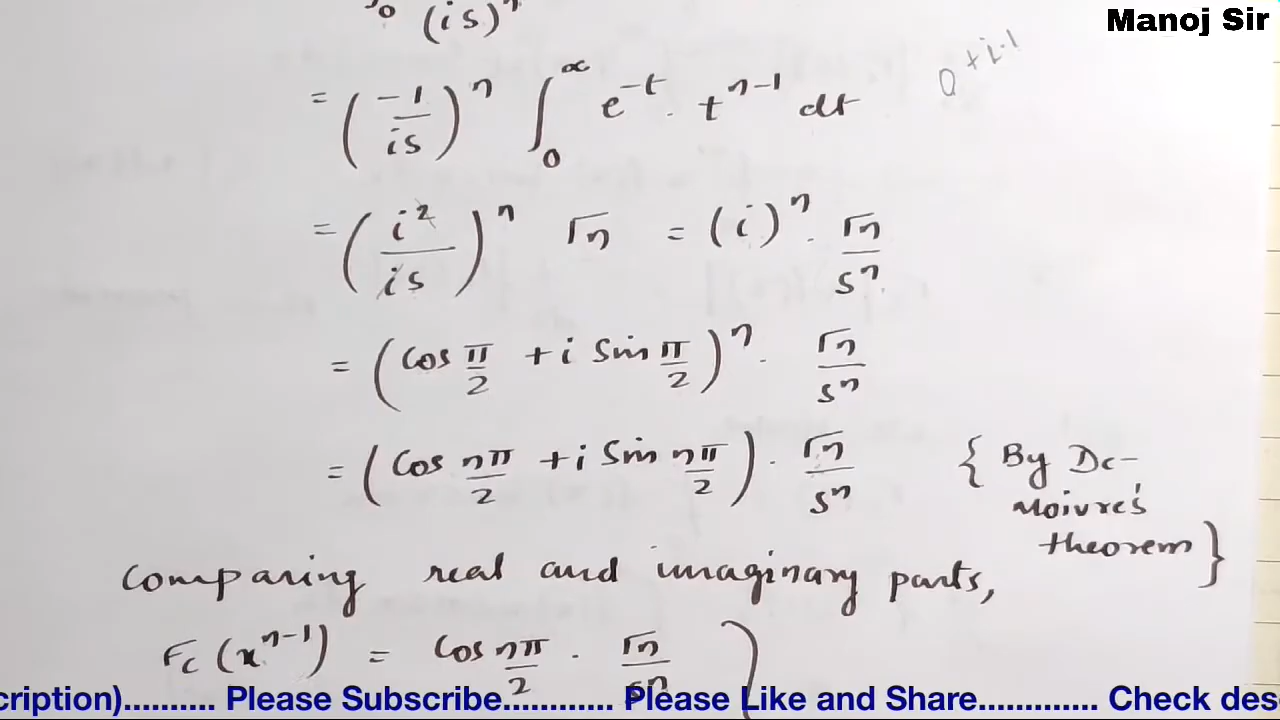 Manoj Sir
0 (is)^n
= (-1/is)^n ∫_0^∞ e^{-t} . t^{n-1} dt
0 + i.1
= (i^2/is)^n Γn = (i)^n . Γn/s^n
= (Cos π/2 + i Sin π/2)^n . Γn/s^n
= (Cos nπ/2 + i Sin nπ/2) . Γn/s^n
{ By De-
Moivre's
theorem }
Comparing real and imaginary parts,
Fc (x^{n-1}) = Cos nπ/2 . Γn/s^n )
cription).......... Please Subscribe............ Please Like and Share............. Check des